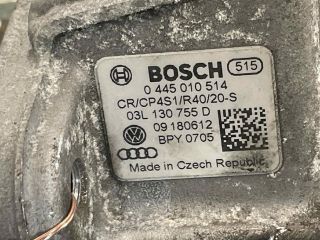 BOSCH 515
0 445 010 514
CR/CP4S1/R40/20-S
03L 130 755 D
09 180612
BPY 0705
Made in Czech Republic